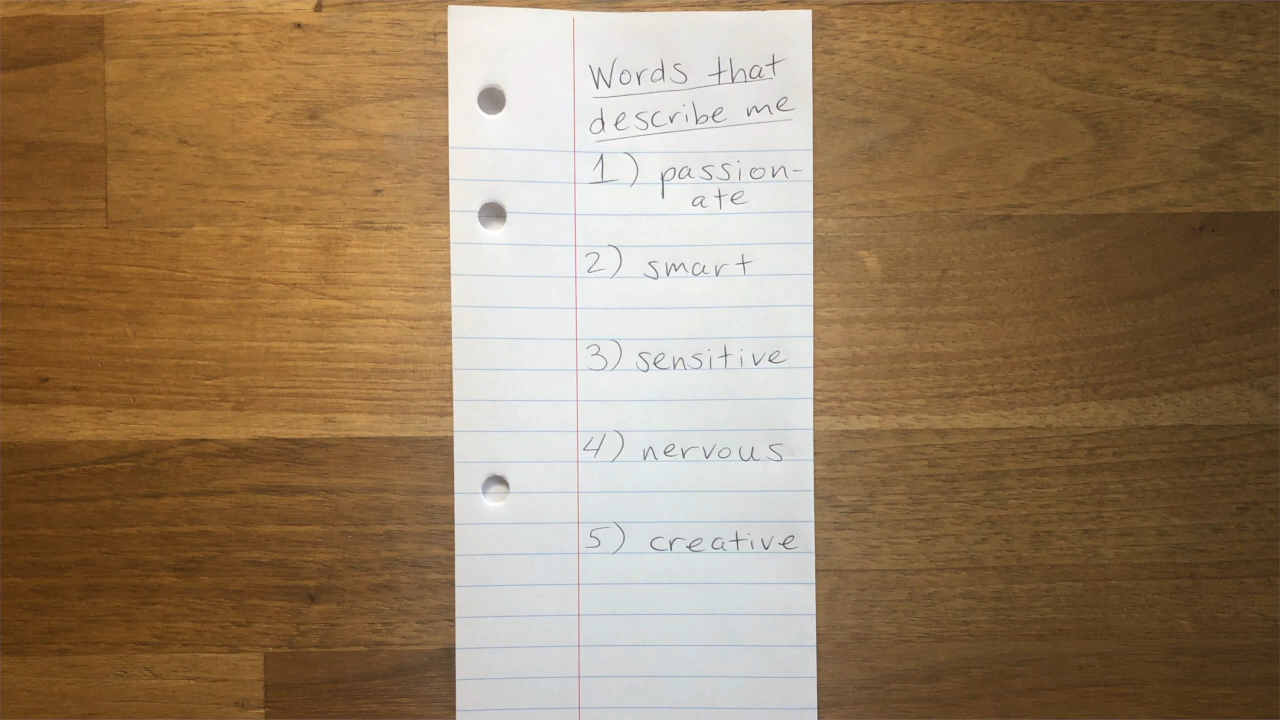 Words that
describe me
1) passion-
ate
2) smart
3) sensitive
4) nervous
5) creative